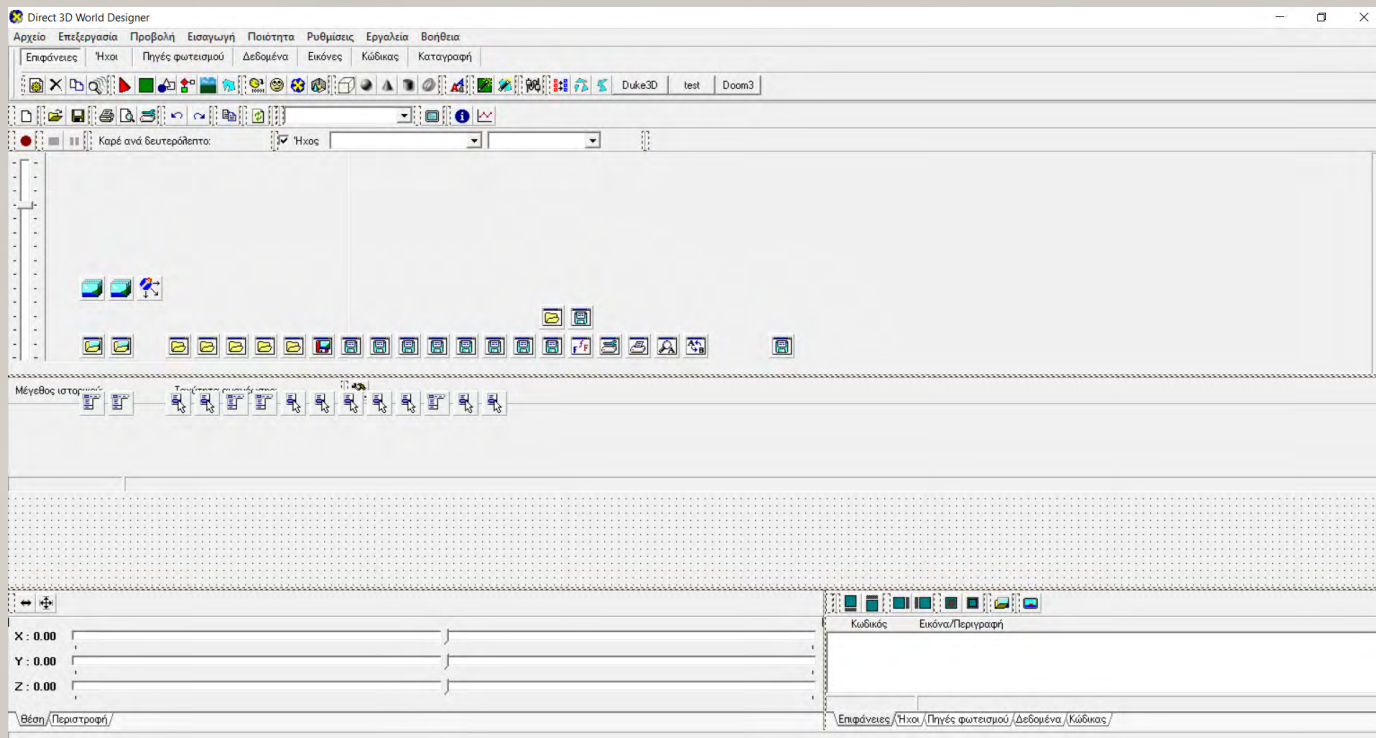 Direct 3D World Designer
Αρχείο Επεξεργασία Προβολή Εισαγωγή Ποιότητα Ρυθμίσεις Εργαλεία Βοήθεια
Επιφάνειες Ήχοι Πηγές φωτεισμού Δεδομένα Εικόνες Κώδικας Καταγραφή
Duke3D test Doom3
Καρέ ανά δευτερόλεπτο: Ήχος
Μέγεθος
X : 0.00
Y : 0.00
Z : 0.00
Θέση Περιστροφή
Κωδικός Εικόνα/Περιγραφή
Επιφάνειες Ήχοι Πηγές φωτεισμού Δεδομένα Κώδικας